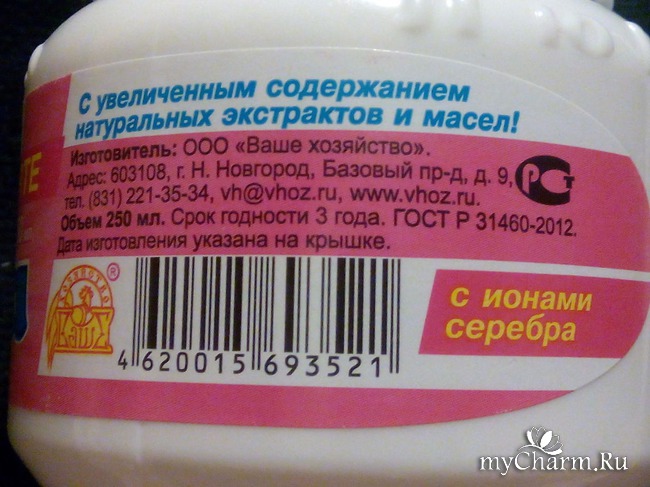 С увеличенным содержанием
натуральных экстрактов и масел!
Изготовитель: ООО «Ваше хозяйство».
Адрес: 603108, г. Н. Новгород, Базовый пр-д, д. 9,
тел. (831) 221-35-34, vh@vhoz.ru, www.vhoz.ru.
Объем 250 мл. Срок годности 3 года. ГОСТ Р 31460-2012.
Дата изготовления указана на крышке.
РСТ
ТЕ
®
4 620015 693521
с ионами
серебра
myCharm.Ru